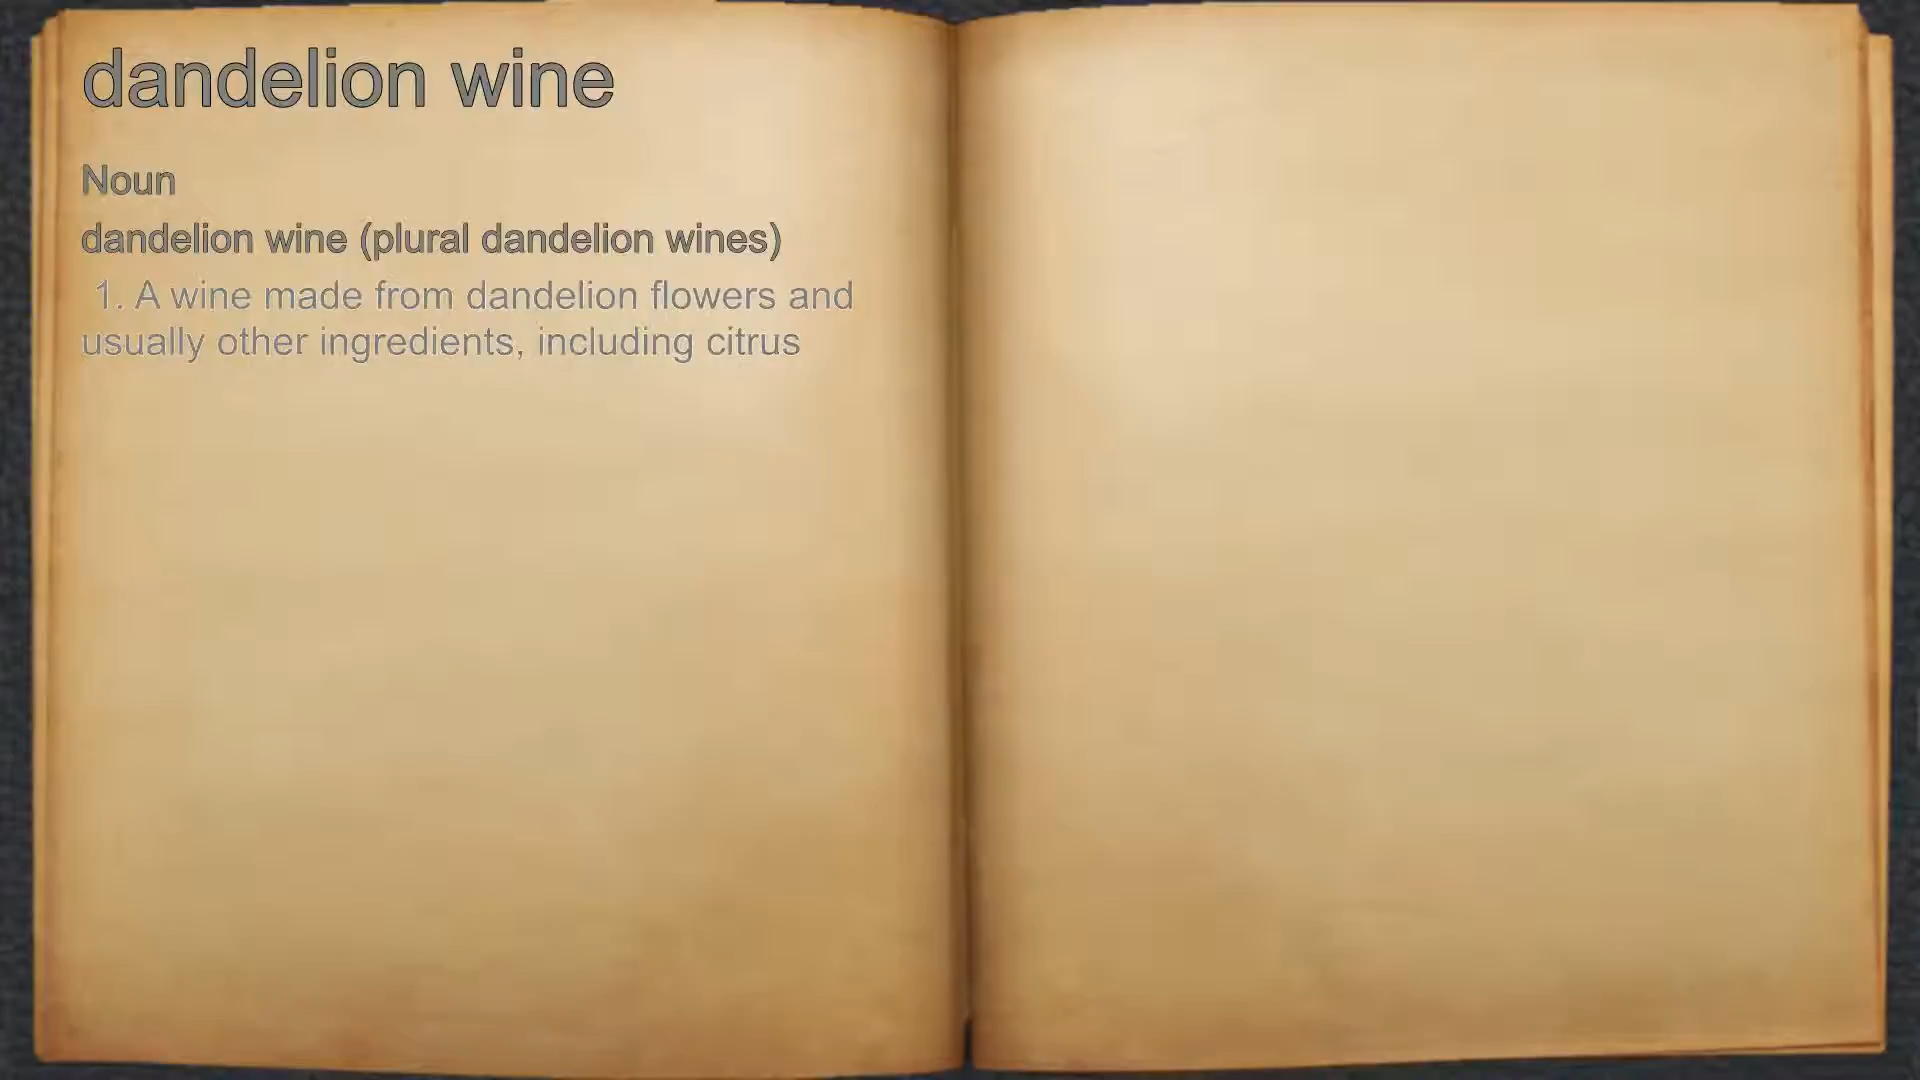 dandelion wine
Noun
dandelion wine (plural dandelion wines)
1. A wine made from dandelion flowers and
usually other ingredients, including citrus